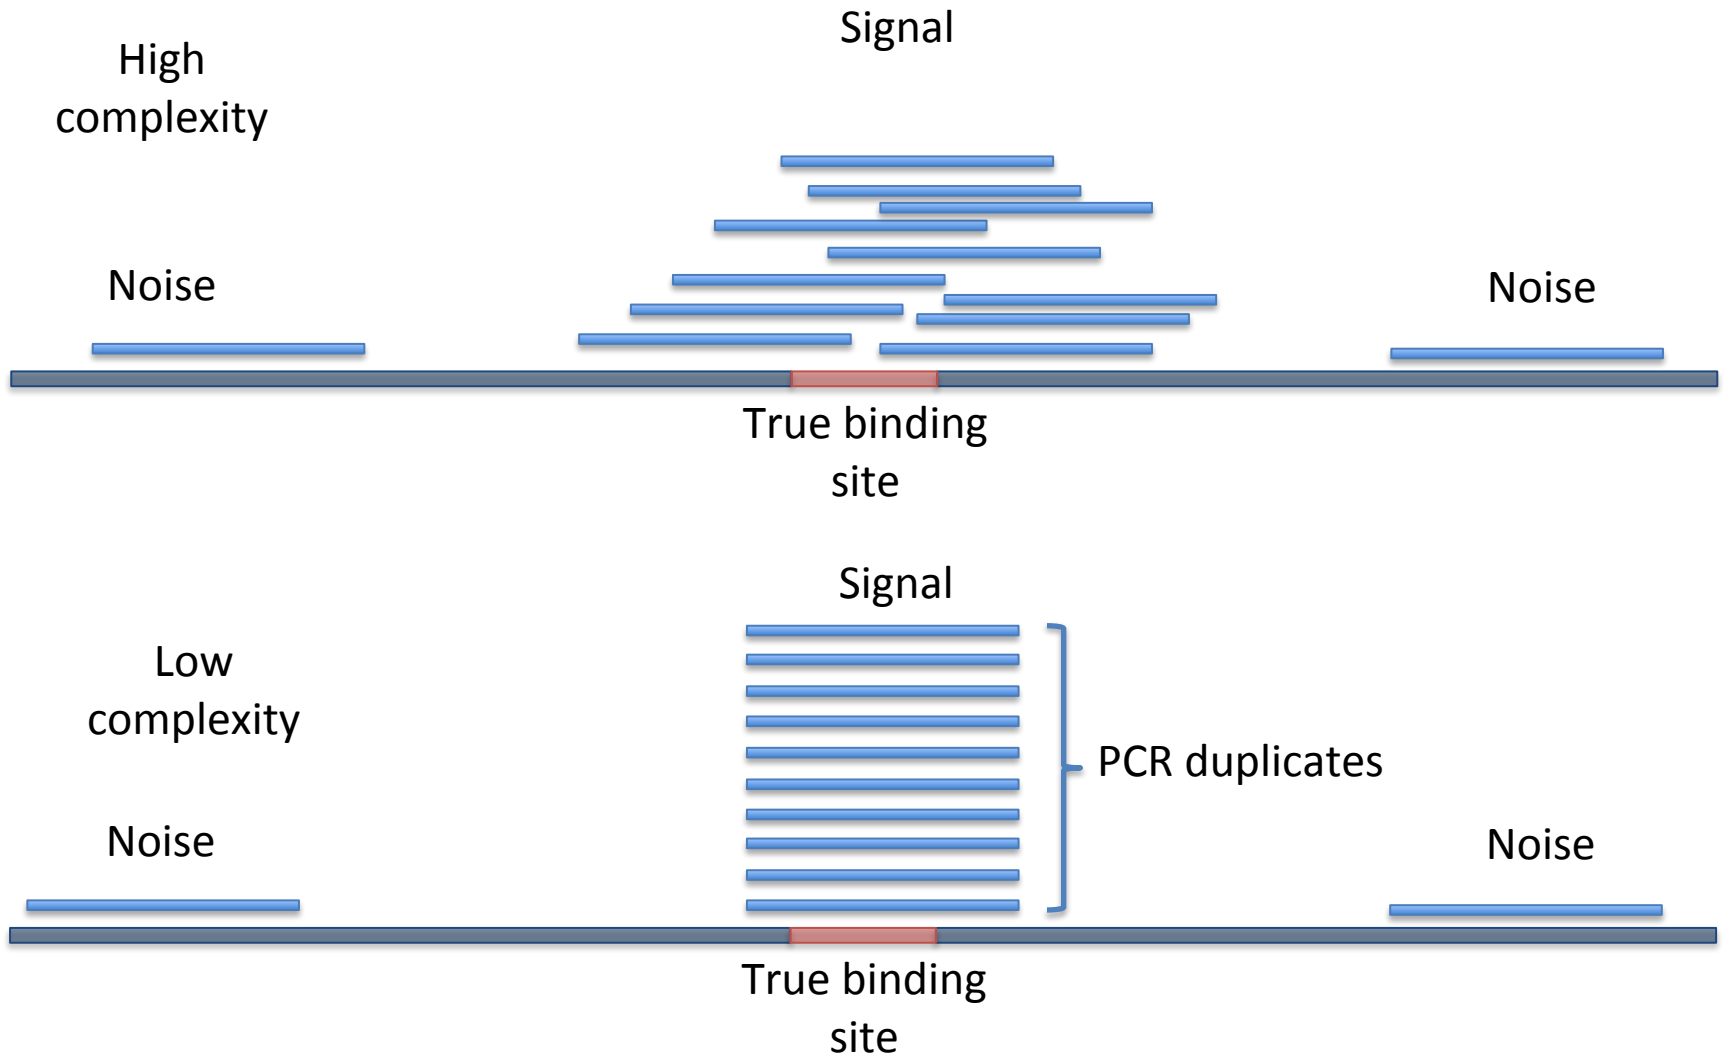 Signal
High
complexity
Noise
Noise
True binding
site
Signal
Low
complexity
PCR duplicates
Noise
Noise
True binding
site